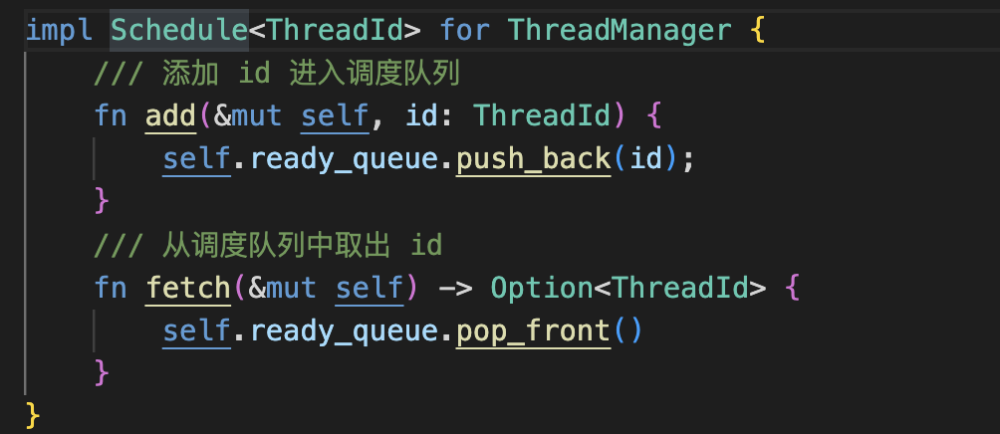 impl Schedule<ThreadId> for ThreadManager {
    /// 添加 id 进入调度队列
    fn add(&mut self, id: ThreadId) {
        self.ready_queue.push_back(id);
    }
    /// 从调度队列中取出 id
    fn fetch(&mut self) -> Option<ThreadId> {
        self.ready_queue.pop_front()
    }
}